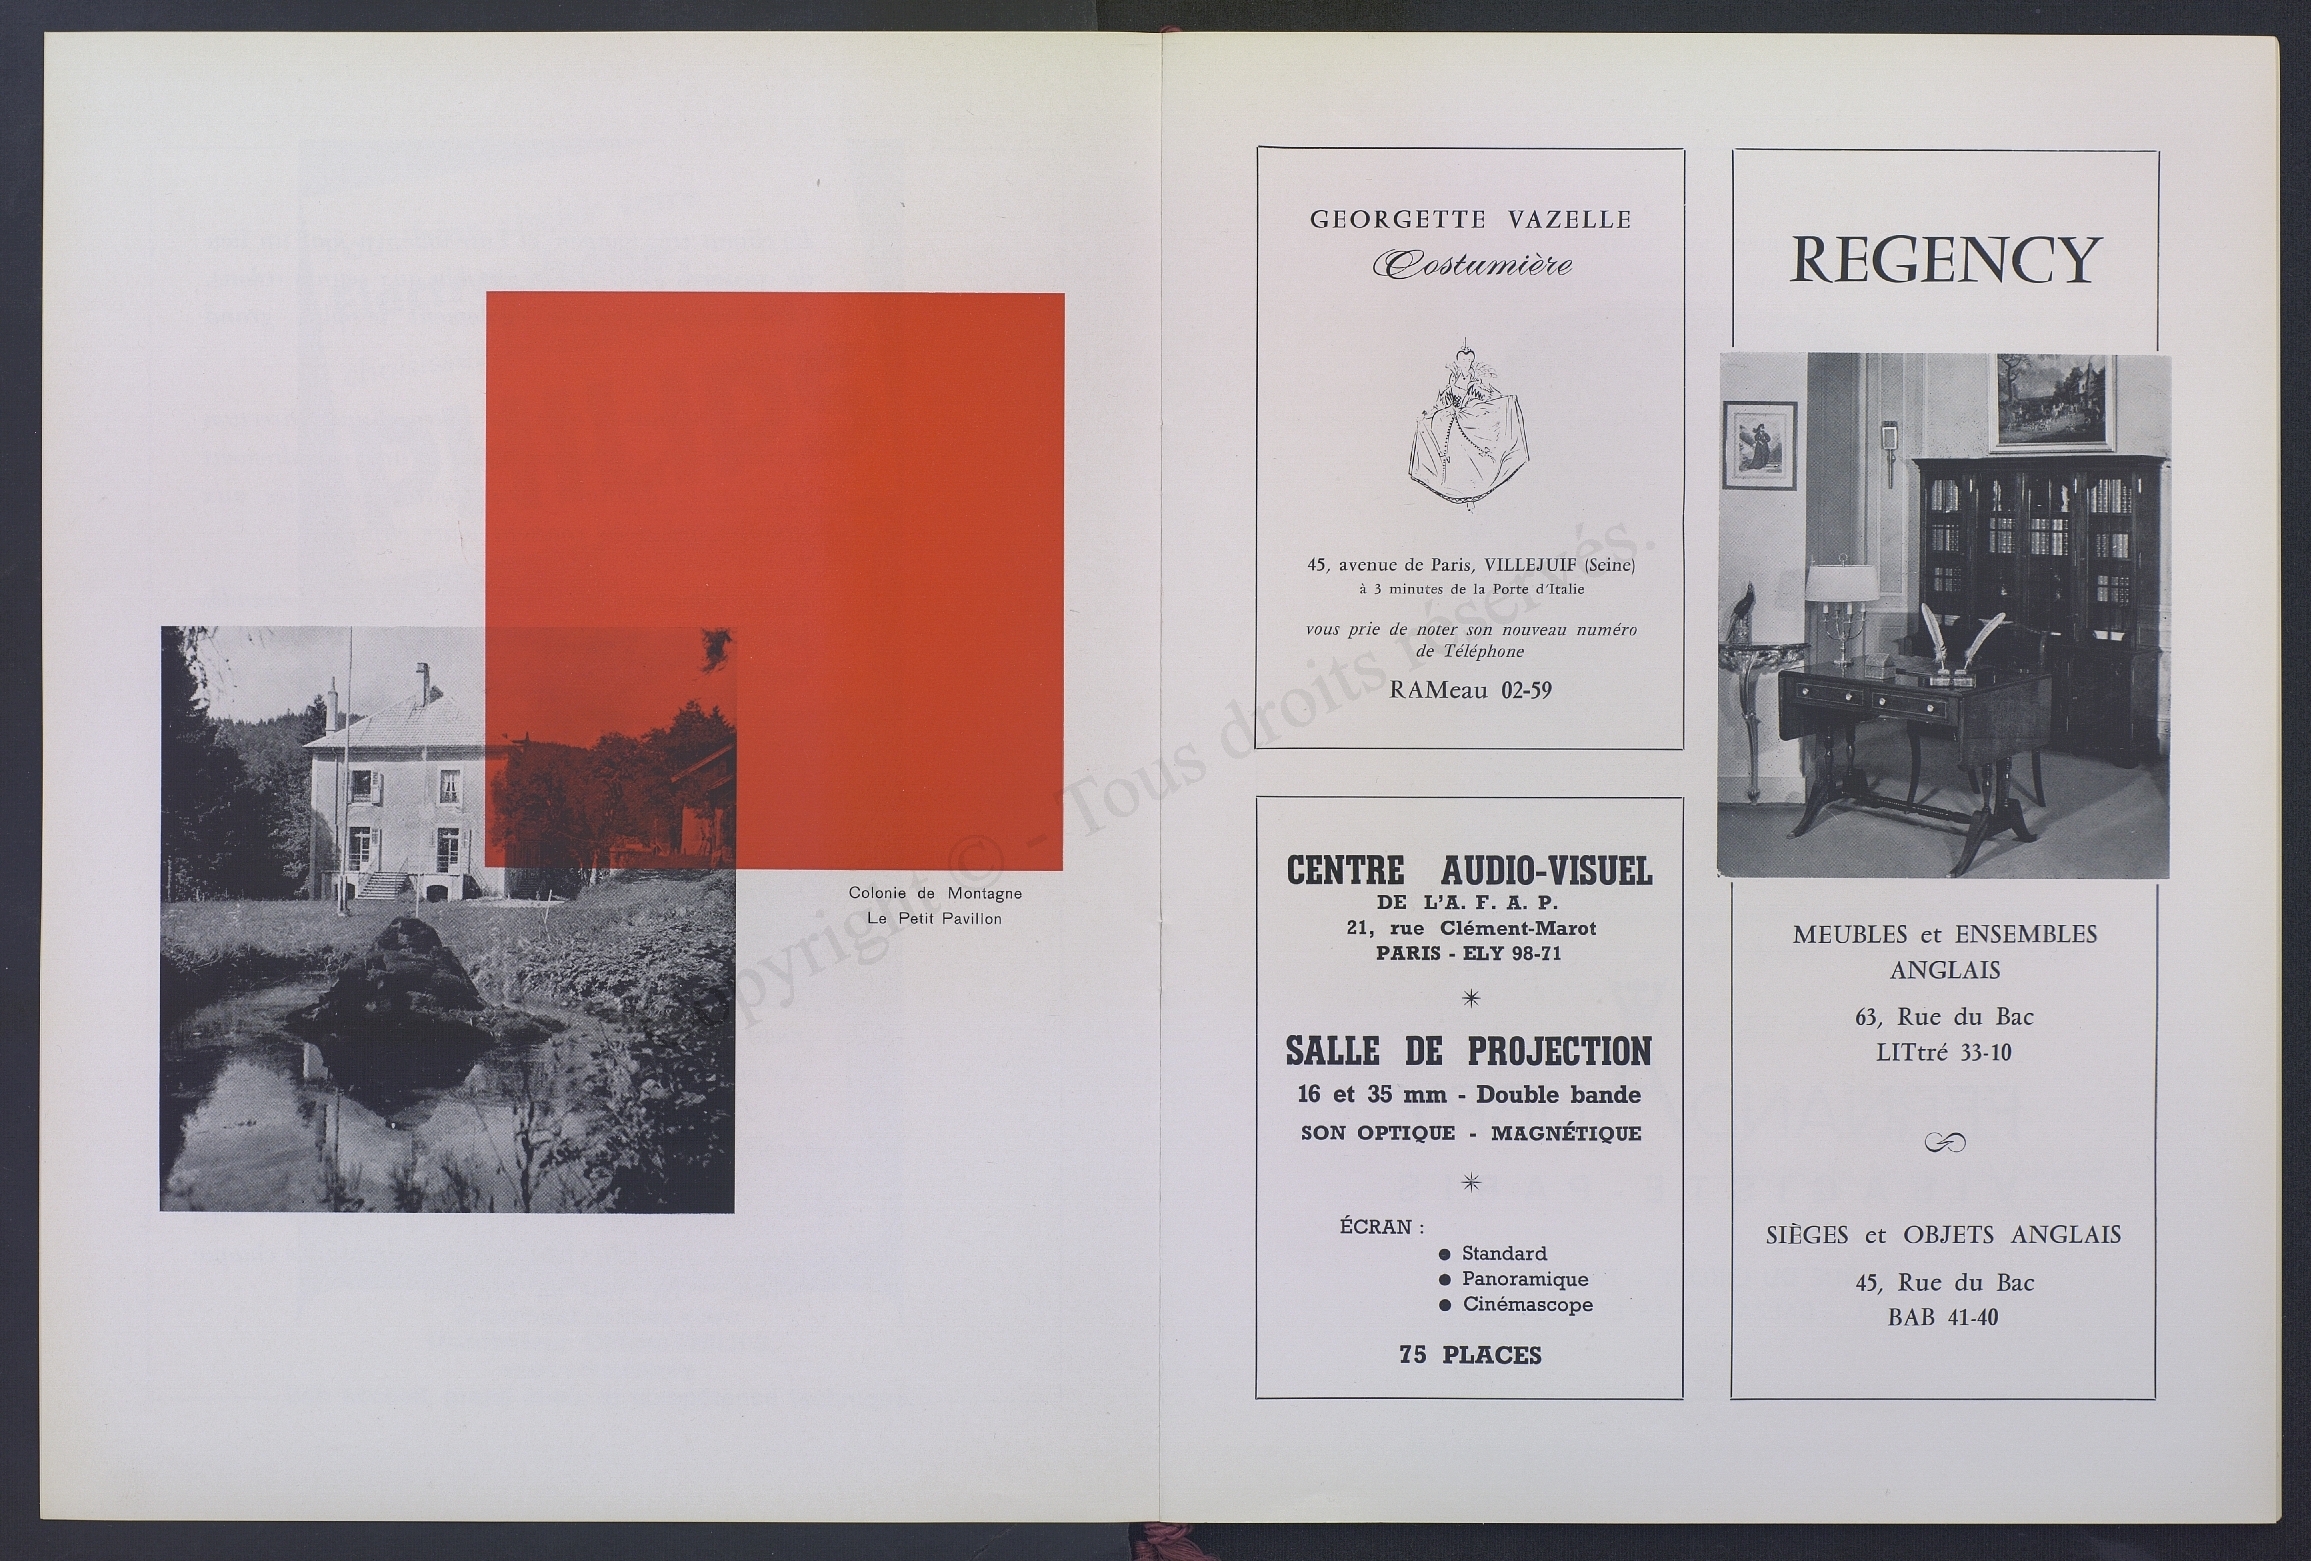 Colonie de Montagne
Le Petit Pavillon
GEORGETTE VAZELLE
Costumière
45, avenue de Paris, VILLEJUIF (Seine)
à 3 minutes de la Porte d'Italie
vous prie de noter son nouveau numéro
de Téléphone
RAMeau 02-59
CENTRE AUDIO-VISUEL
DE L'A. F. A. P.
21, rue Clément-Marot
PARIS - ELY 98-71
SALLE DE PROJECTION
16 et 35 mm - Double bande
SON OPTIQUE - MAGNÉTIQUE
ÉCRAN :
● Standard
● Panoramique
● Cinémascope
75 PLACES
REGENCY
MEUBLES et ENSEMBLES
ANGLAIS
63, Rue du Bac
LITtré 33-10
SIÈGES et OBJETS ANGLAIS
45, Rue du Bac
BAB 41-40
Copyright © - Tous droits réservés.